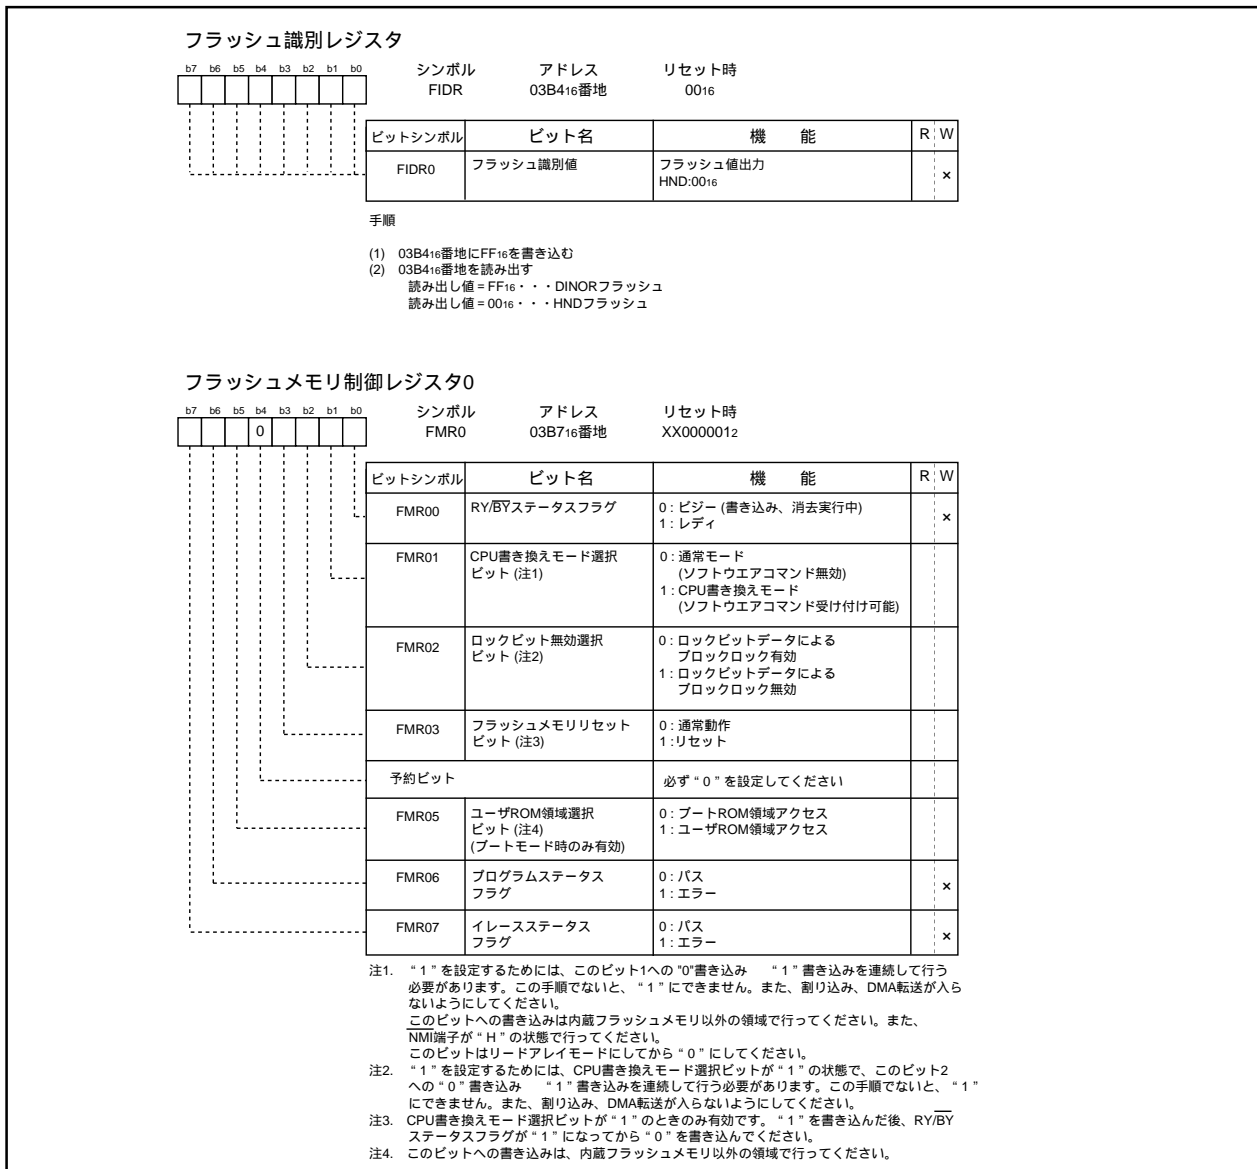 フラッシュ識別レジスタ
b7 b6 b5 b4 b3 b2 b1 b0
シンボル アドレス リセット時
FIDR 03B416番地 0016
ビットシンボル ビット名 機 能 R W
FIDR0 フラッシュ識別値 フラッシュ値出力
HND:0016 ×
手順
(1) 03B416番地にFF16を書き込む
(2) 03B416番地を読み出す
読み出し値=FF16・・・DINORフラッシュ
読み出し値=0016・・・HNDフラッシュ
フラッシュメモリ制御レジスタ0
b7 b6 b5 b4 b3 b2 b1 b0
0
シンボル アドレス リセット時
FMR0 03B716番地 XX0000012
ビットシンボル ビット名 機 能 R W
FMR00 RY/BYステータスフラグ 0 : ビジー (書き込み、消去実行中)
1 : レディ ×
FMR01 CPU書き換えモード選択 0 : 通常モード
ビット (注1) (ソフトウエアコマンド無効)
1 : CPU書き換えモード
(ソフトウエアコマンド受け付け可能)
FMR02 ロックビット無効選択 0 : ロックビットデータによる
ビット (注2) ブロックロック有効
1 : ロックビットデータによる
ブロックロック無効
FMR03 フラッシュメモリリセット 0 : 通常動作
ビット (注3) 1 :リセット
予約ビット 必ず“0”を設定してください
FMR05 ユーザROM領域選択 0 : ブートROM領域アクセス
ビット (注4) 1 : ユーザROM領域アクセス
(ブートモード時のみ有効)
FMR06 プログラムステータス 0 : パス
フラグ 1 : エラー ×
FMR07 イレースステータス 0 : パス
フラグ 1 : エラー ×
注1. “1”を設定するためには、このビット1への "0"書き込み “1”書き込みを連続して行う
必要があります。この手順でないと、“1”にできません。また、割り込み、DMA転送が入ら
ないようにしてください。
このビットへの書き込みは内蔵フラッシュメモリ以外の領域で行ってください。また、
NMI端子が“H”の状態で行ってください。
このビットはリードアレイモードにしてから“0”にしてください。
注2. “1”を設定するためには、CPU書き換えモード選択ビットが“1”の状態で、このビット2
への“0”書き込み “1”書き込みを連続して行う必要があります。この手順でないと、“1”
にできません。また、割り込み、DMA転送が入らないようにしてください。
注3. CPU書き換えモード選択ビットが“1”のときのみ有効です。“1”を書き込んだ後、RY/BY
ステータスフラグが“1”になってから“0”を書き込んでください。
注4. このビットへの書き込みは、内蔵フラッシュメモリ以外の領域で行ってください。